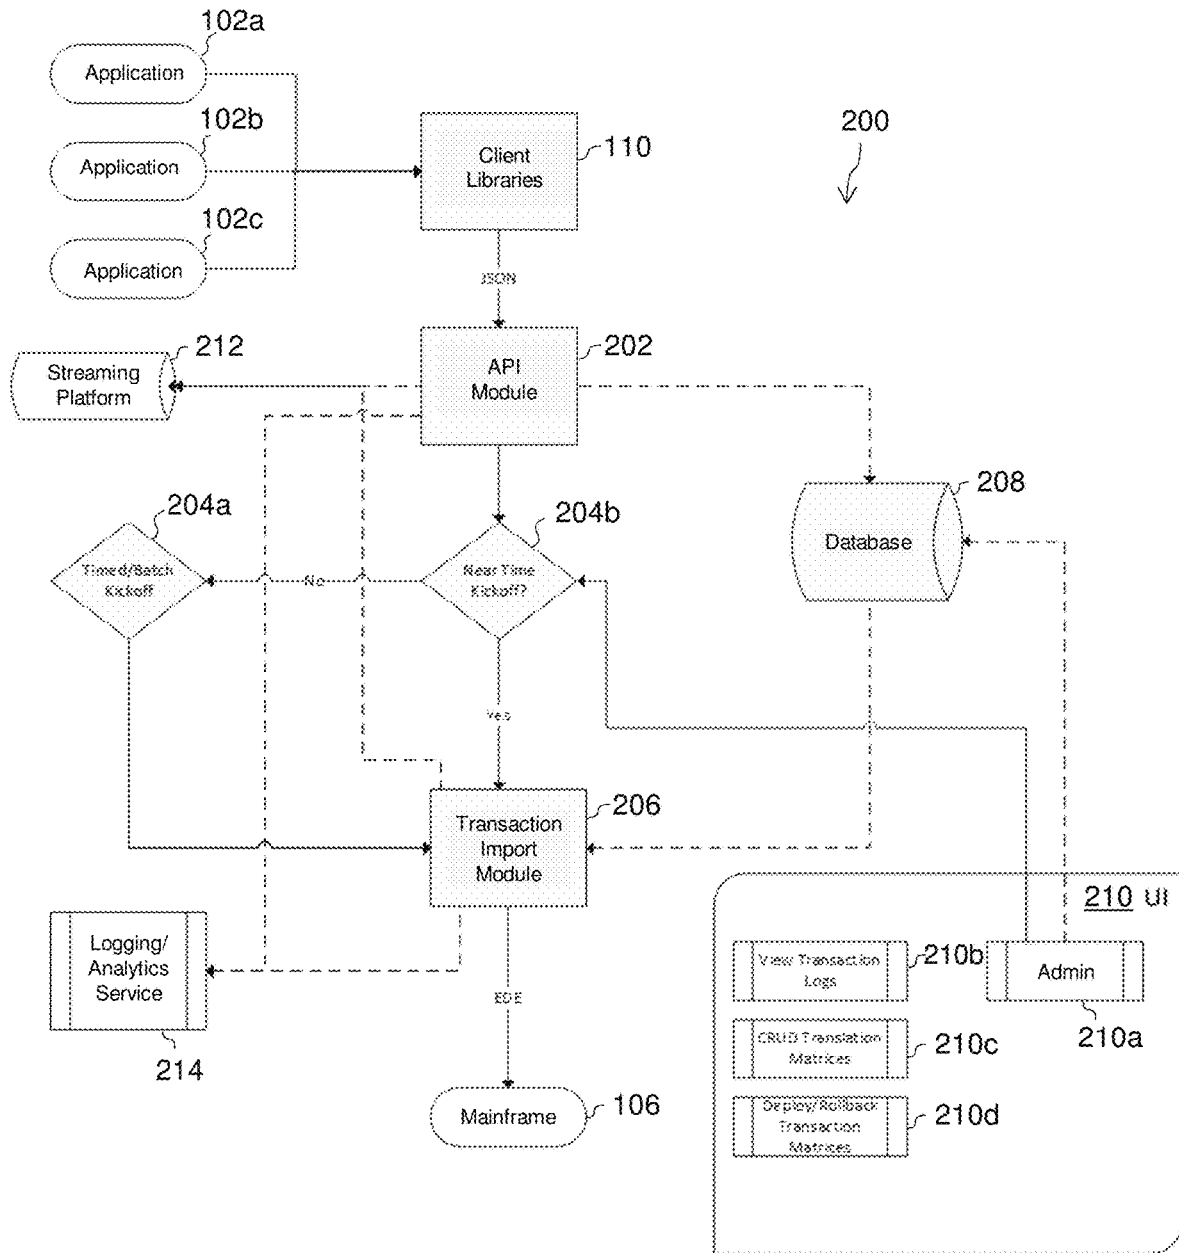 102a
Application
102b
Application
102c
Application
Client
Libraries
110
200
JSON
212
Streaming
Platform
API
Module
202
204a
Timed/Batch
Kickoff
No
204b
Near Time
Kickoff?
208
Database
Yes
206
Transaction
Import
Module
210 UI
Logging/
Analytics
Service
214
EDE
View Transaction
Logs
210b
Admin
210a
CRUD Translation
Matrices
210c
Deploy/Rollback
Transaction
Matrices
210d
Mainframe
106